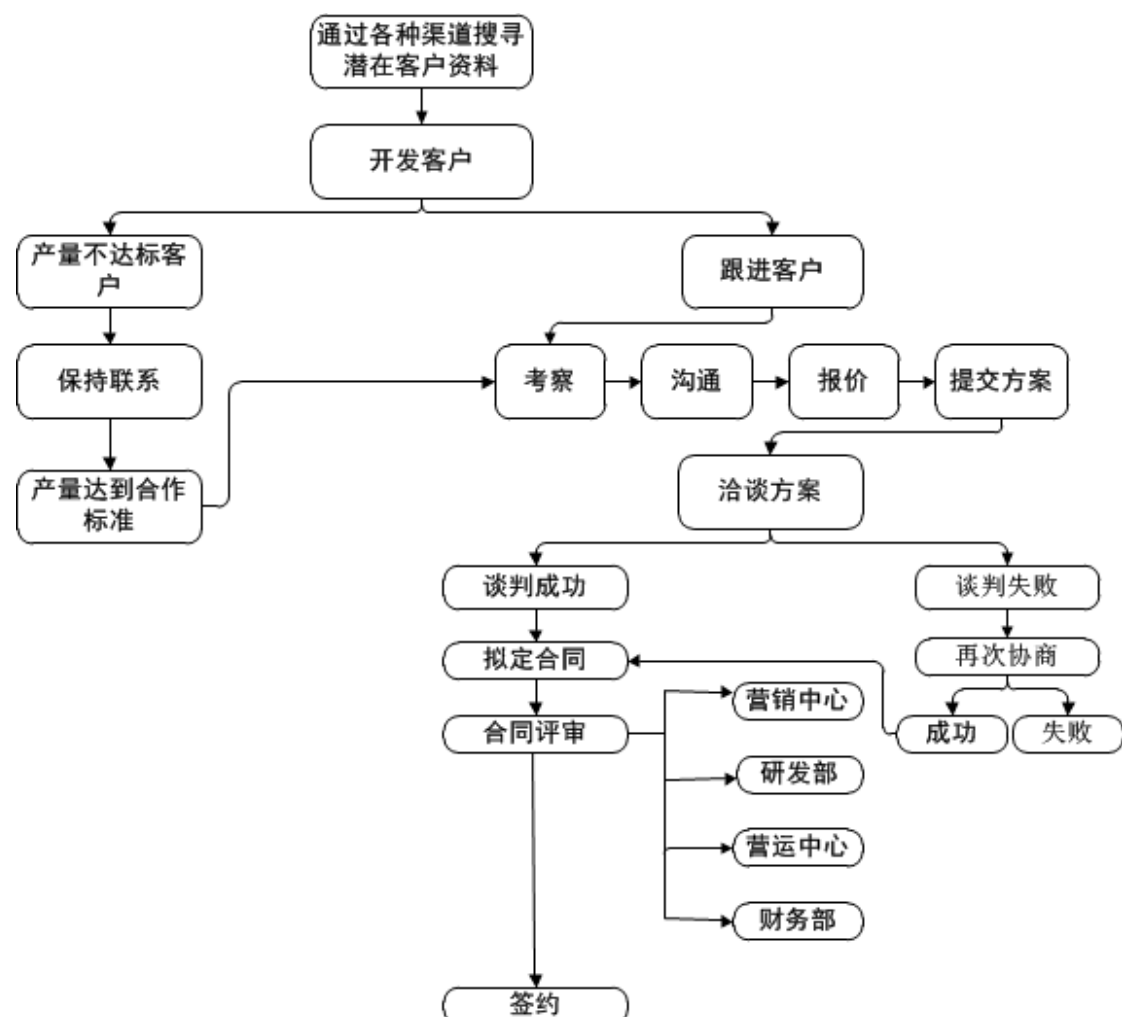 通过各种渠道搜寻
潜在客户资料
开发客户
产量不达标客
户
跟进客户
保持联系
考察
沟通
报价
提交方案
产量达到合作
标准
洽谈方案
谈判成功
谈判失败
拟定合同
再次协商
合同评审
营销中心
成功
失败
研发部
营运中心
财务部
签约